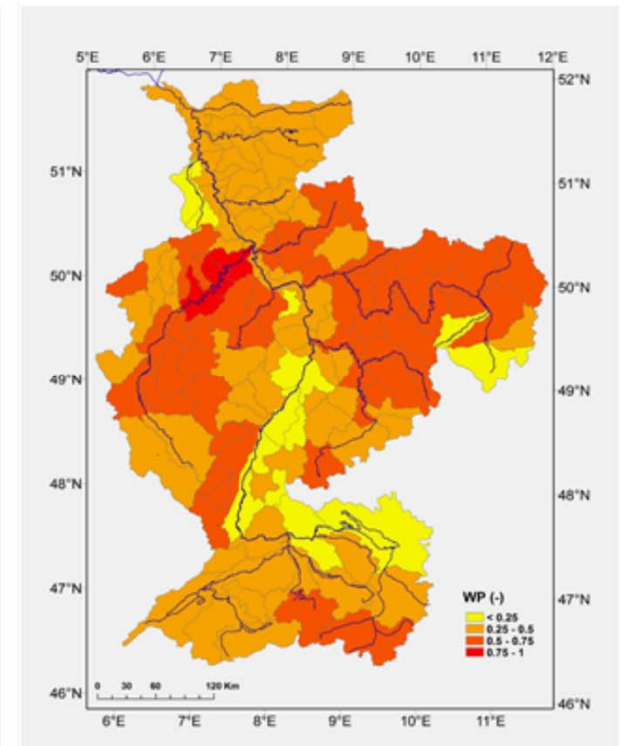 5°E 6°E 7°E 8°E 9°E 10°E 11°E 12°E
52°N
51°N 51°N
50°N 50°N
49°N 49°N
48°N 48°N
47°N 47°N
WP (-)
< 0.25
0.25 - 0.5
0.5 - 0.75
0.75 - 1
0 30 60 120 Km
46°N 46°N
6°E 7°E 8°E 9°E 10°E 11°E